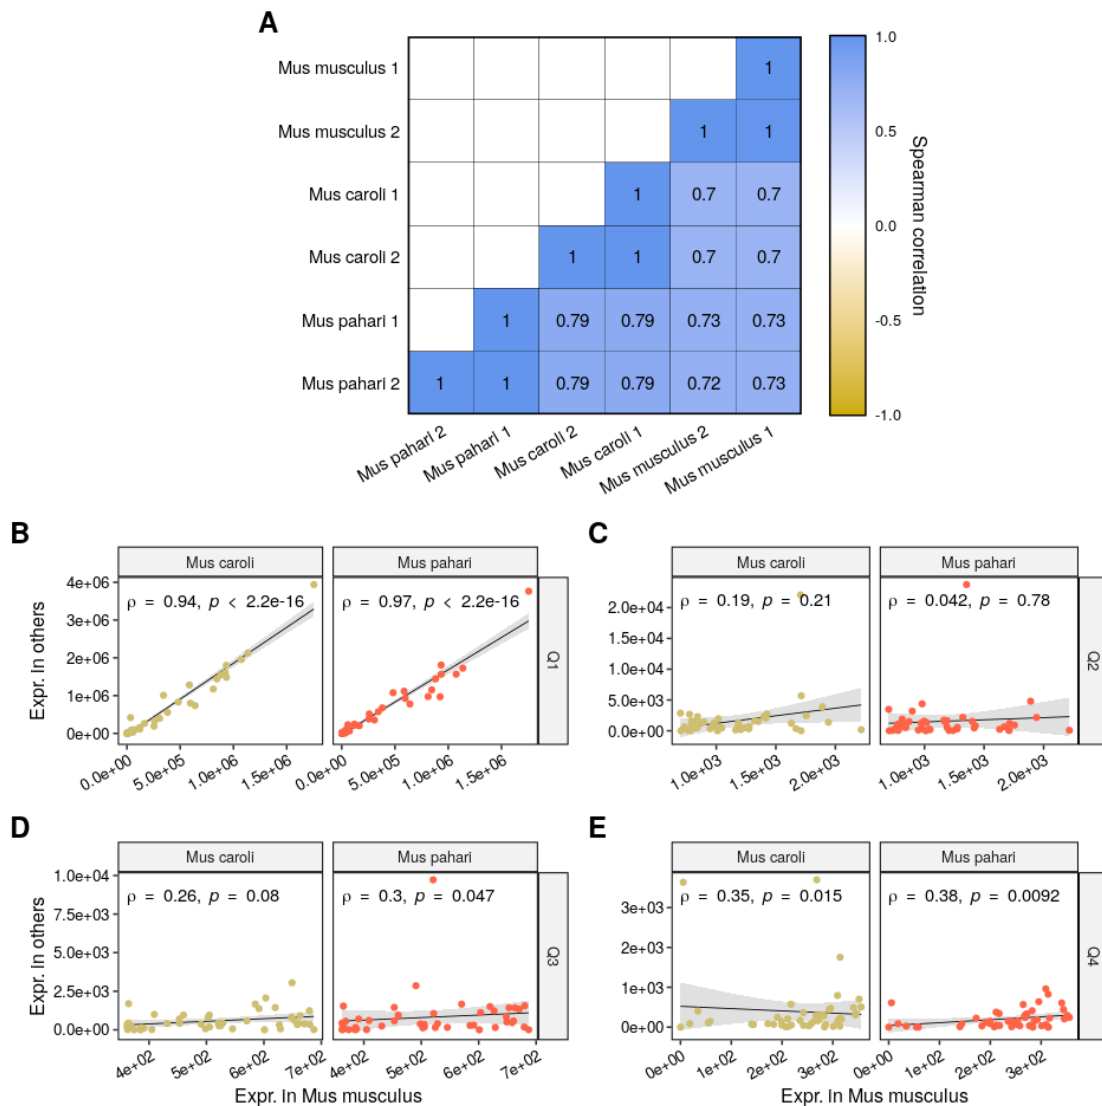 A
Mus musculus 1
1
Mus musculus 2
1 1
Mus caroli 1
1 0.7 0.7
Mus caroli 2
1 1 0.7 0.7
Mus pahari 1
1 0.79 0.79 0.73 0.73
Mus pahari 2
1 1 0.79 0.79 0.72 0.73
Mus pahari 2
Mus pahari 1
Mus caroli 2
Mus caroli 1
Mus musculus 2
Mus musculus 1
1.0
0.5
0.0
-0.5
-1.0
Spearman correlation
B
Mus caroli
Mus pahari
ρ = 0.94, p < 2.2e-16
ρ = 0.97, p < 2.2e-16
Q1
Expr. in others
4e+06
3e+06
2e+06
1e+06
0e+00
0.0e+00 5.0e+05 1.0e+06 1.5e+06
0.0e+00 5.0e+05 1.0e+06 1.5e+06
C
Mus caroli
Mus pahari
ρ = 0.19, p = 0.21
ρ = 0.042, p = 0.78
Q2
2.0e+04
1.5e+04
1.0e+04
5.0e+03
0.0e+00
1.0e+03 1.5e+03 2.0e+03
1.0e+03 1.5e+03 2.0e+03
D
Mus caroli
Mus pahari
ρ = 0.26, p = 0.08
ρ = 0.3, p = 0.047
Q3
Expr. in others
1.0e+04
7.5e+03
5.0e+03
2.5e+03
0.0e+00
4e+02 5e+02 6e+02 7e+02
4e+02 5e+02 6e+02 7e+02
Expr. in Mus musculus
E
Mus caroli
Mus pahari
ρ = 0.35, p = 0.015
ρ = 0.38, p = 0.0092
Q4
3e+03
2e+03
1e+03
0e+00
0e+00 1e+02 2e+02 3e+02
0e+00 1e+02 2e+02 3e+02
Expr. in Mus musculus